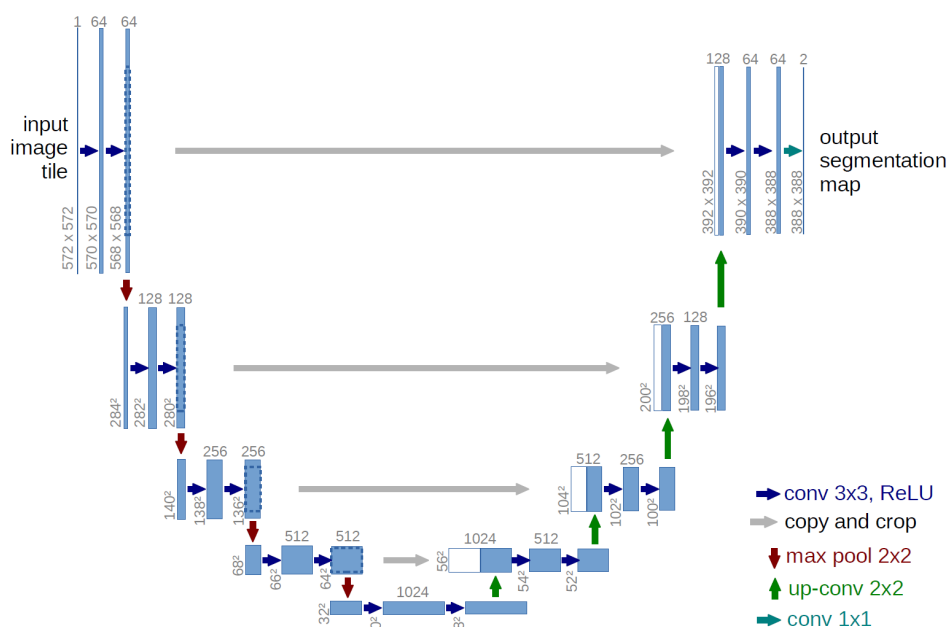 1 64 64
128 64 64 2
input
image
tile
output
segmentation
map
572 x 572
570 x 570
568 x 568
392 x 392
390 x 390
388 x 388
388 x 388
128 128
256 128
284²
282²
280²
200²
198²
196²
256 256
512 256
140²
138²
136²
104²
102²
100²
512 512
1024 512
68²
66²
64²
56²
54²
52²
1024
32²
conv 3x3, ReLU
copy and crop
max pool 2x2
up-conv 2x2
conv 1x1